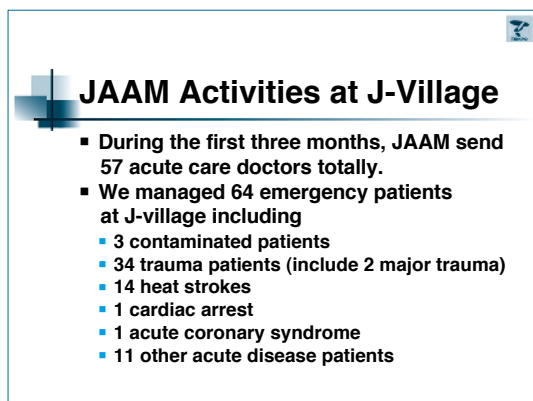 JAAM Activities at J-Village
▪ During the first three months, JAAM send
57 acute care doctors totally.
▪ We managed 64 emergency patients
at J-village including
▪ 3 contaminated patients
▪ 34 trauma patients (include 2 major trauma)
▪ 14 heat strokes
▪ 1 cardiac arrest
▪ 1 acute coronary syndrome
▪ 11 other acute disease patients